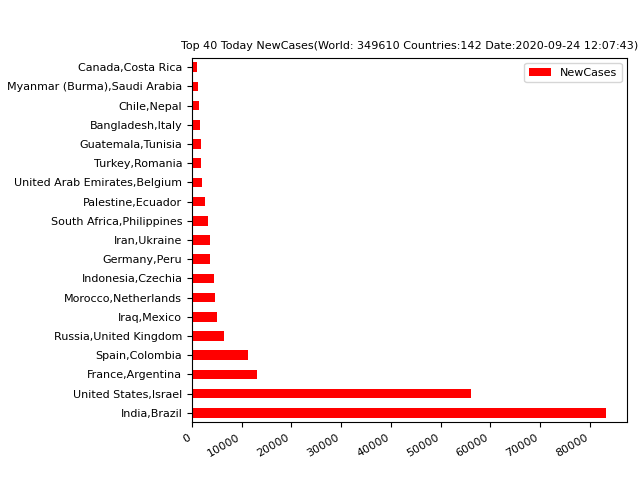 Top 40 Today NewCases(World: 349610 Countries:142 Date:2020-09-24 12:07:43)
NewCases
Canada,Costa Rica
Myanmar (Burma),Saudi Arabia
Chile,Nepal
Bangladesh,Italy
Guatemala,Tunisia
Turkey,Romania
United Arab Emirates,Belgium
Palestine,Ecuador
South Africa,Philippines
Iran,Ukraine
Germany,Peru
Indonesia,Czechia
Morocco,Netherlands
Iraq,Mexico
Russia,United Kingdom
Spain,Colombia
France,Argentina
United States,Israel
India,Brazil
0 10000 20000 30000 40000 50000 60000 70000 80000